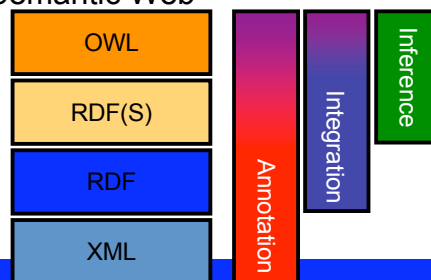 Semantic Web
OWL
RDF(S)
RDF
XML
Annotation
Integration
Inference